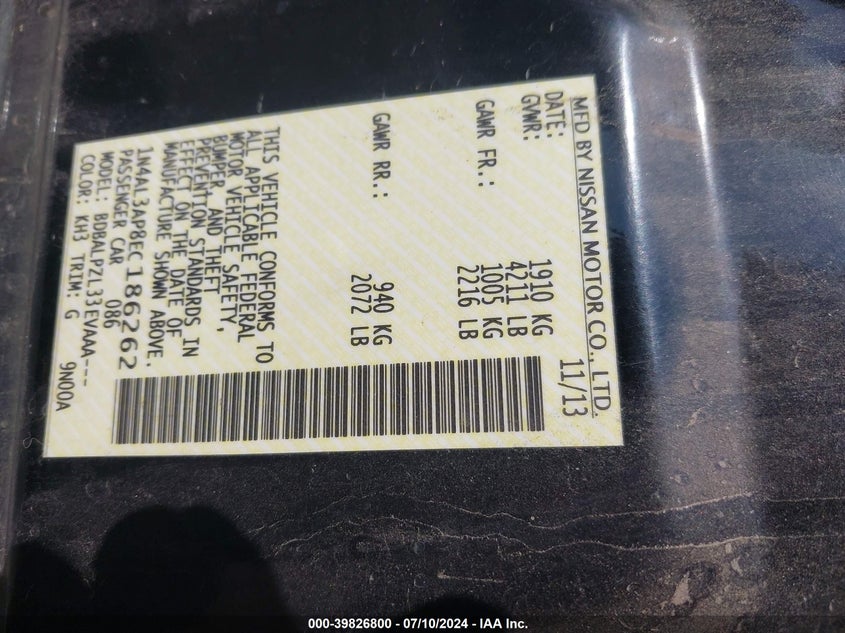 MFD BY NISSAN MOTOR CO., LTD.
DATE: 11/13
GVWR: 1910 KG
4211 LB
GAWR FR.: 1005 KG
2216 LB
GAWR RR.: 940 KG
2072 LB
THIS VEHICLE CONFORMS TO
ALL APPLICABLE FEDERAL
MOTOR VEHICLE SAFETY,
BUMPER, AND THEFT
PREVENTION STANDARDS IN
EFFECT ON THE DATE OF
MANUFACTURE SHOWN ABOVE.
1N4AL3AP8EC186262
PASSENGER CAR 086
MODEL: BDBALPZL33EVAAA---
COLOR: KH3 TRIM: G 9N00A
000-39826800 - 07/10/2024 - IAA Inc.